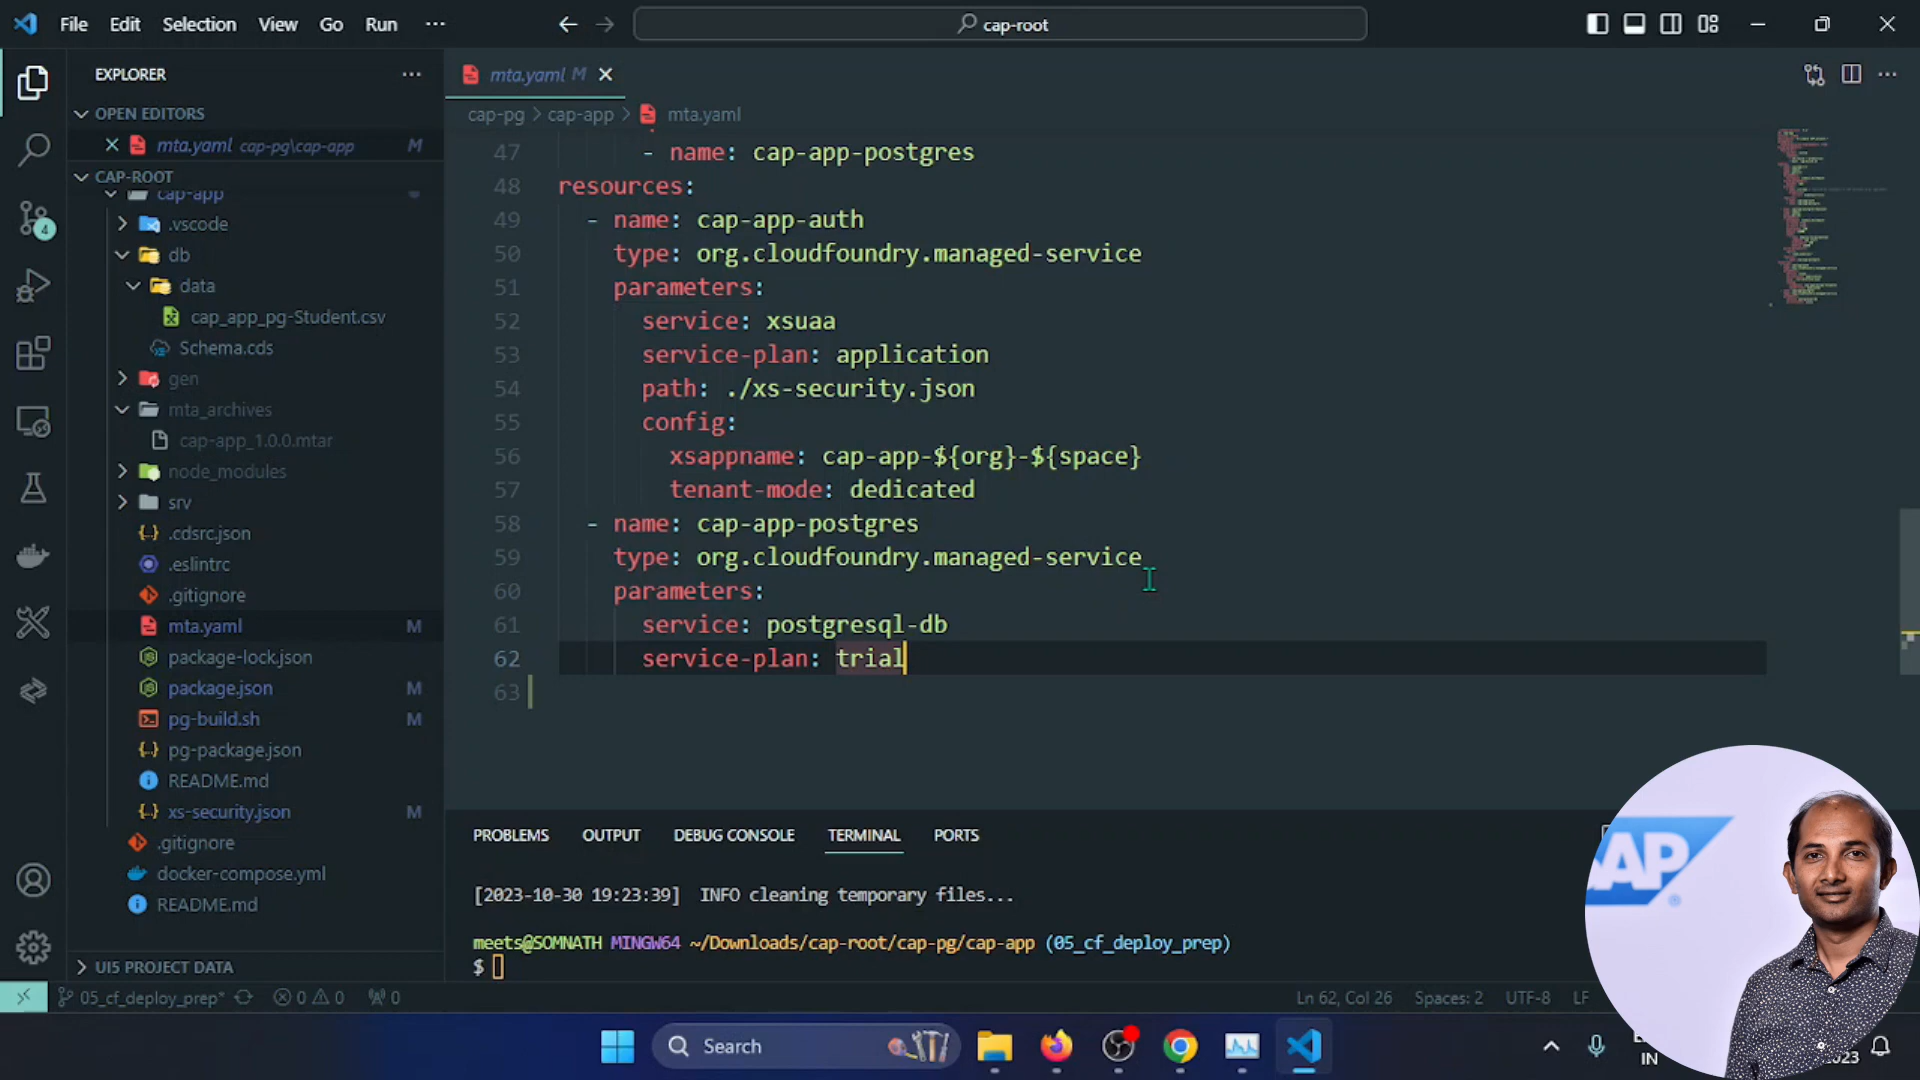 File Edit Selection View Go Run ...
cap-root
EXPLORER
OPEN EDITORS
mta.yaml cap-pg\cap-app M
CAP-ROOT
cap-app
.vscode
db
data
cap_app_pg-Student.csv
Schema.cds
gen
mta_archives
cap-app_1.0.0.mtar
node_modules
srv
.cdsrc.json
.eslintrc
.gitignore
mta.yaml M
package-lock.json
package.json M
pg-build.sh M
pg-package.json
README.md
xs-security.json M
.gitignore
docker-compose.yml
README.md
UI5 PROJECT DATA
4
mta.yaml M
cap-pg > cap-app > mta.yaml
47 - name: cap-app-postgres
48 resources:
49 - name: cap-app-auth
50 type: org.cloudfoundry.managed-service
51 parameters:
52 service: xsuaa
53 service-plan: application
54 path: ./xs-security.json
55 config:
56 xsappname: cap-app-${org}-${space}
57 tenant-mode: dedicated
58 - name: cap-app-postgres
59 type: org.cloudfoundry.managed-service
60 parameters:
61 service: postgresql-db
62 service-plan: trial
63
PROBLEMS OUTPUT DEBUG CONSOLE TERMINAL PORTS
[2023-10-30 19:23:39] INFO cleaning temporary files...
meets@SOMNATH MINGW64 ~/Downloads/cap-root/cap-pg/cap-app (05_cf_deploy_prep)
$
05_cf_deploy_prep* 0 0 0 Ln 62, Col 26 Spaces: 2 UTF-8 LF
Search
IN
2023
AP